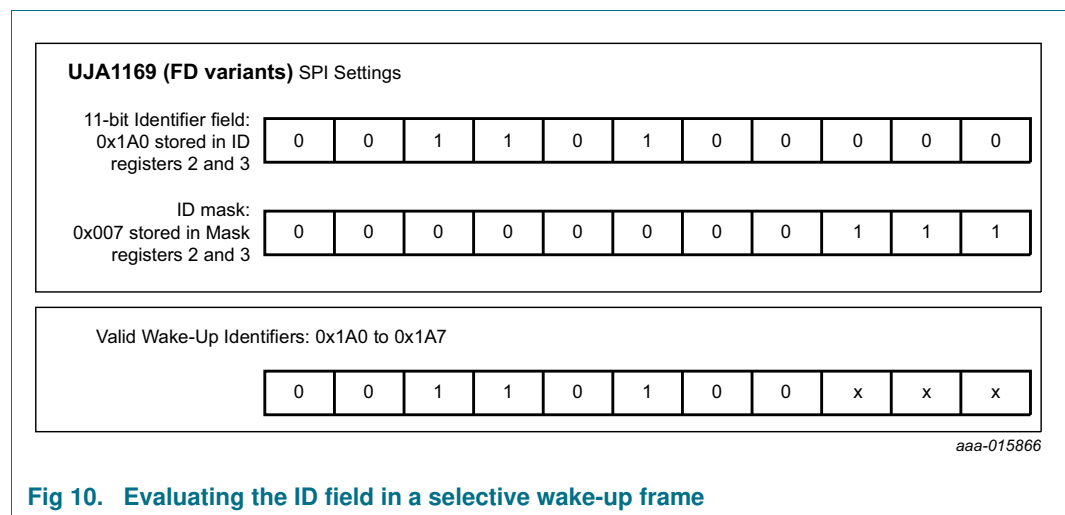 UJA1169 (FD variants) SPI Settings
11-bit Identifier field:
0x1A0 stored in ID
registers 2 and 3
0 0 1 1 0 1 0 0 0 0 0
ID mask:
0x007 stored in Mask
registers 2 and 3
0 0 0 0 0 0 0 0 1 1 1
Valid Wake-Up Identifiers: 0x1A0 to 0x1A7
0 0 1 1 0 1 0 0 x x x
aaa-015866
Fig 10. Evaluating the ID field in a selective wake-up frame